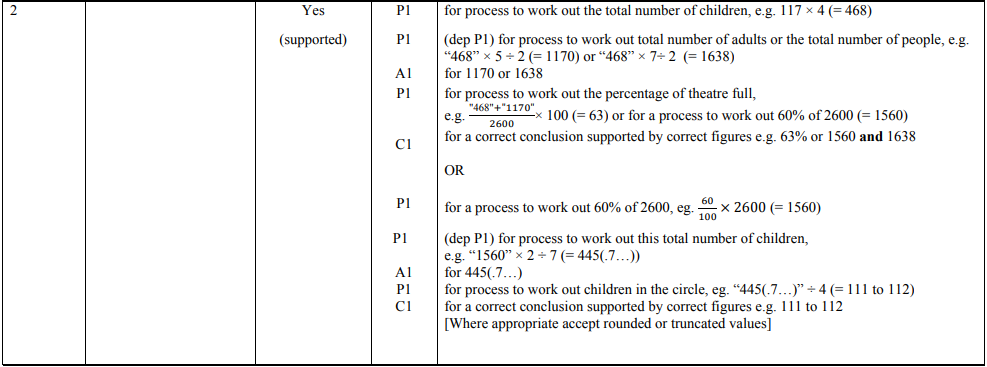 2 Yes P1 for process to work out the total number of children, e.g. 117 × 4 (= 468)
(supported) P1 (dep P1) for process to work out total number of adults or the total number of people, e.g.
“468” × 5 ÷ 2 (= 1170) or “468” × 7÷ 2 (= 1638)
A1 for 1170 or 1638
P1 for process to work out the percentage of theatre full,
e.g. "468"+"1170"/2600 × 100 (= 63) or for a process to work out 60% of 2600 (= 1560)
C1 for a correct conclusion supported by correct figures e.g. 63% or 1560 and 1638
OR
P1 for a process to work out 60% of 2600, eg. 60/100 × 2600 (= 1560)
P1 (dep P1) for process to work out this total number of children,
e.g. “1560” × 2 ÷ 7 (= 445(.7…))
A1 for 445(.7…)
P1 for process to work out children in the circle, eg. “445(.7…)” ÷ 4 (= 111 to 112)
C1 for a correct conclusion supported by correct figures e.g. 111 to 112
[Where appropriate accept rounded or truncated values]